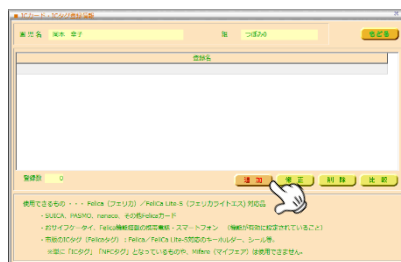 ICカード・ICタグ登録
園児名
幸子
組 つぼみ
もどる
登録名
登録数 0
追加 修正 削除 比較
使用できるもの・・・Felica（フェリカ）／FeliCa Lite-S（フェリカライトエス）対応品
・SUICA、PASMO、nanaco、その他Felicaカード
・おサイフケータイ、Felica機能搭載の携帯電話・スマートフォン （機能が有効に設定されていること）
・市販のICタグ（Felicaタグ）：Felica／FeliCa Lite-S対応のキーホルダー、シール等。
※単に「ICタグ」「NFCタグ」となっているものや、Mifare（マイフェア）は使用できません。